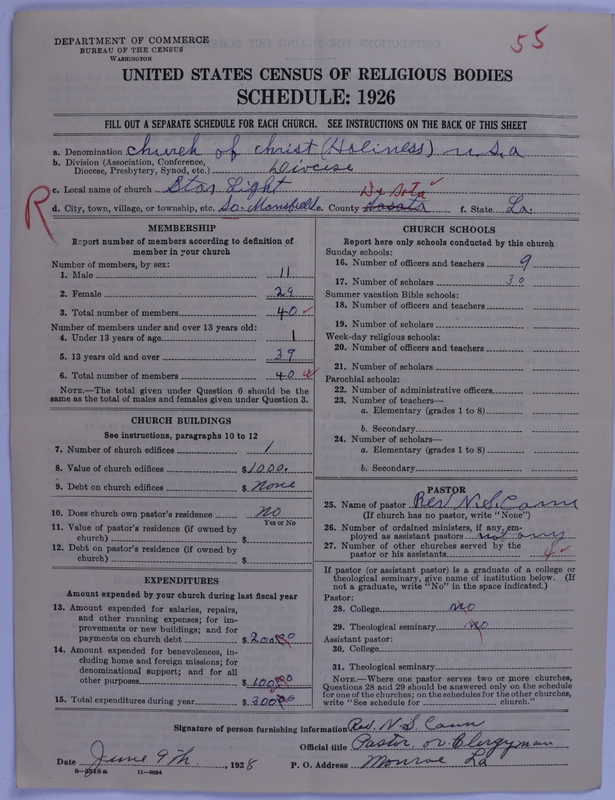 DEPARTMENT OF COMMERCE
BUREAU OF THE CENSUS
WASHINGTON
55
UNITED STATES CENSUS OF RELIGIOUS BODIES
SCHEDULE: 1926
FILL OUT A SEPARATE SCHEDULE FOR EACH CHURCH. SEE INSTRUCTIONS ON THE BACK OF THIS SHEET
a. Denomination Church of Christ (Holiness) U.S.A
b. Division (Association, Conference,
Diocese, Presbytery, Synod, etc.) Diocise
c. Local name of church Star Light
De Sota
R
d. City, town, village, or township, etc. So. Mansfield e. County f. State La.
MEMBERSHIP
Report number of members according to definition of
member in your church
Number of members, by sex:
1. Male 11
2. Female 29
3. Total number of members 40
Number of members under and over 13 years old:
4. Under 13 years of age 1
5. 13 years old and over 39
6. Total number of members 40
NOTE.—The total given under Question 6 should be the
same as the total of males and females given under Question 3.
CHURCH BUILDINGS
See instructions, paragraphs 10 to 12
7. Number of church edifices 1
8. Value of church edifices $1000.
9. Debt on church edifices $ None
10. Does church own pastor's residence no
Yes or No
11. Value of pastor's residence (if owned by
church) $
12. Debt on pastor's residence (if owned by
church) $
EXPENDITURES
Amount expended by your church during last fiscal year
13. Amount expended for salaries, repairs,
and other running expenses; for im-
provements or new buildings; and for
payments on church debt $
14. Amount expended for benevolences, in-
cluding home and foreign missions; for
denominational support; and for all
other purposes $
15. Total expenditures during year $
CHURCH SCHOOLS
Report here only schools conducted by this church
Sunday schools:
16. Number of officers and teachers 9
17. Number of scholars 30
Summer vacation Bible schools:
18. Number of officers and teachers
19. Number of scholars
Week-day religious schools:
20. Number of officers and teachers
21. Number of scholars
Parochial schools:
22. Number of administrative officers
23. Number of teachers—
a. Elementary (grades 1 to 8)
b. Secondary
24. Number of scholars—
a. Elementary (grades 1 to 8)
b. Secondary
PASTOR
25. Name of pastor Rev. N. S. Cann
(If church has no pastor, write "None")
26. Number of ordained ministers, if any, em-
ployed as assistant pastors not any
27. Number of other churches served by the
pastor or his assistants 4
If pastor (or assistant pastor) is a graduate of a college or
theological seminary, give name of institution below. (If
not a graduate, write "No" in the space indicated.)
Pastor:
28. College no
29. Theological seminary no
Assistant pastor:
30. College
31. Theological seminary
NOTE.—Where one pastor serves two or more churches,
Questions 28 and 29 should be answered only on the schedule
for one of the churches; on the schedules for the other churches,
write "See schedule for church."
Signature of person furnishing information Rev. N. S. Cann
Official title Pastor or Clergyman
Date June 9th, 1928 P. O. Address Monroe La
11-9084